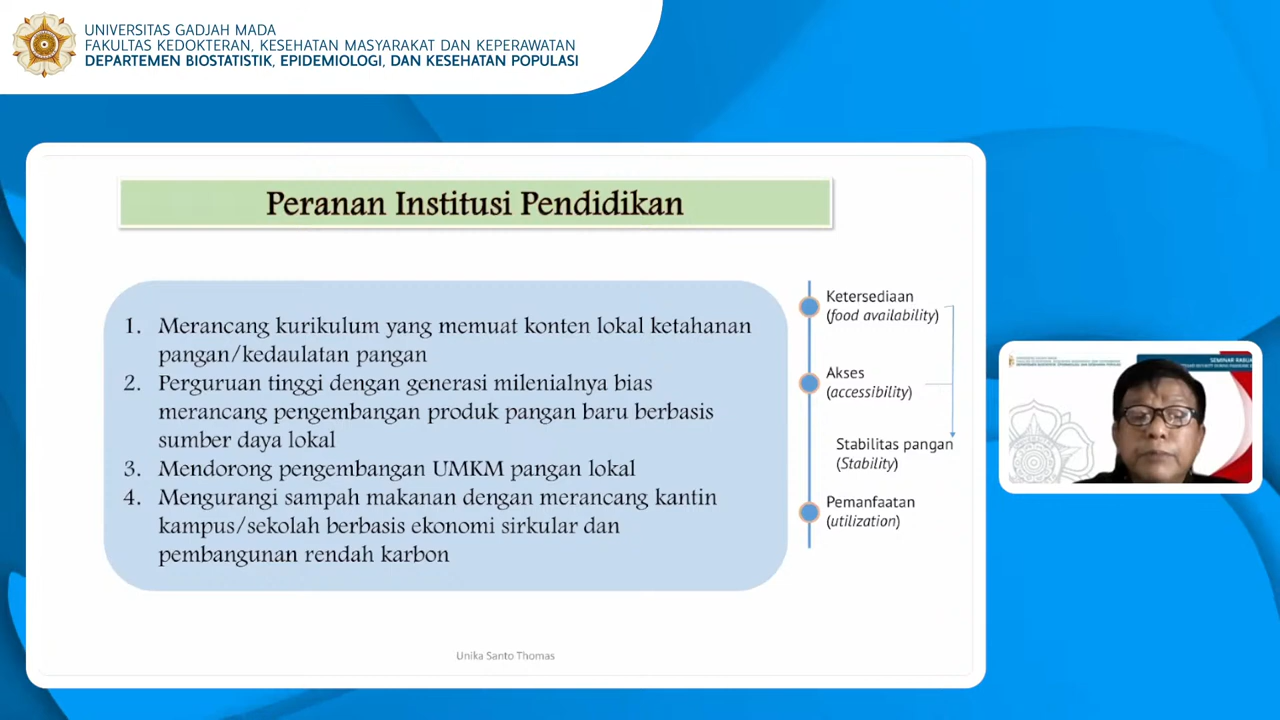 UNIVERSITAS GADJAH MADA
FAKULTAS KEDOKTERAN, KESEHATAN MASYARAKAT DAN KEPERAWATAN
DEPARTEMEN BIOSTATISTIK, EPIDEMIOLOGI, DAN KESEHATAN POPULASI
Peranan Institusi Pendidikan
1. Merancang kurikulum yang memuat konten lokal ketahanan
pangan/kedaulatan pangan
2. Perguruan tinggi dengan generasi milenialnya bias
merancang pengembangan produk pangan baru berbasis
sumber daya lokal
3. Mendorong pengembangan UMKM pangan lokal
4. Mengurangi sampah makanan dengan merancang kantin
kampus/sekolah berbasis ekonomi sirkular dan
pembangunan rendah karbon
Ketersediaan
(food availability)
Akses
(accessibility)
Stabilitas pangan
(Stability)
Pemanfaatan
(utilization)
Unika Santo Thomas
SEMINAR RABUA